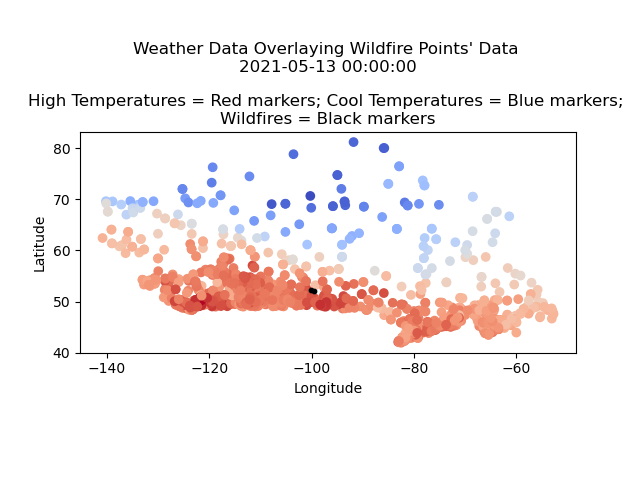 Weather Data Overlaying Wildfire Points' Data
2021-05-13 00:00:00
High Temperatures = Red markers; Cool Temperatures = Blue markers;
Wildfires = Black markers
80
70
60
50
40
Latitude
−140 −120 −100 −80 −60
Longitude